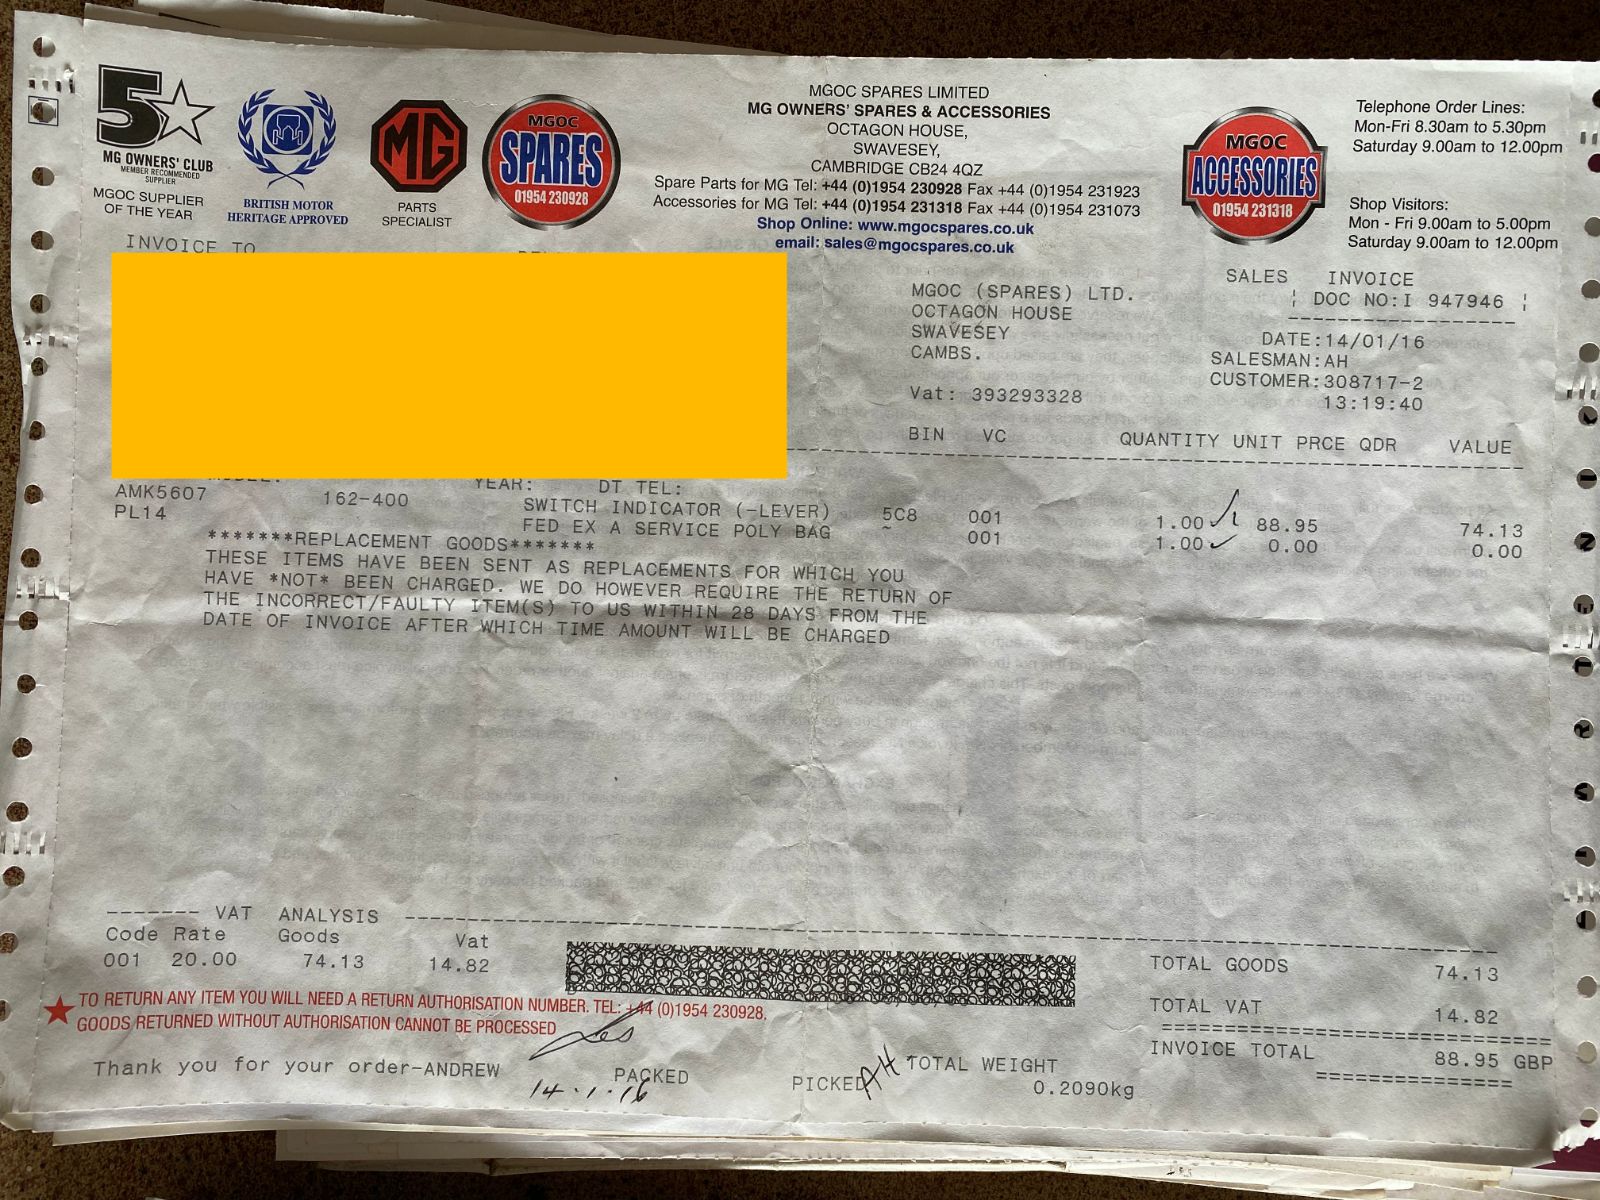 5
MG OWNERS' CLUB
MEMBER RECOMMENDED
SUPPLIER
MGOC SUPPLIER
OF THE YEAR
BRITISH MOTOR
HERITAGE APPROVED
MG
PARTS
SPECIALIST
MGOC
SPARES
01954 230928
MGOC SPARES LIMITED
MG OWNERS' SPARES & ACCESSORIES
OCTAGON HOUSE,
SWAVESEY,
CAMBRIDGE CB24 4QZ
Spare Parts for MG Tel: +44 (0)1954 230928 Fax +44 (0)1954 231923
Accessories for MG Tel: +44 (0)1954 231318 Fax +44 (0)1954 231073
Shop Online: www.mgocspares.co.uk
email: sales@mgocspares.co.uk
MGOC
ACCESSORIES
01954 231318
Telephone Order Lines:
Mon-Fri 8.30am to 5.30pm
Saturday 9.00am to 12.00pm
Shop Visitors:
Mon - Fri 9.00am to 5.00pm
Saturday 9.00am to 12.00pm
INVOICE TO
MGOC (SPARES) LTD.
OCTAGON HOUSE
SWAVESEY
CAMBS.
Vat: 393293328
SALES INVOICE
DOC NO:I 947946
DATE:14/01/16
SALESMAN:AH
CUSTOMER:308717-2
13:19:40
BIN VC QUANTITY UNIT PRCE QDR VALUE
MODEL: YEAR: DT TEL:
AMK5607 162-400 SWITCH INDICATOR (-LEVER) 5C8 001 1.00 88.95 74.13
PL14 FED EX A SERVICE POLY BAG ~ 001 1.00 0.00 0.00
*******REPLACEMENT GOODS*******
THESE ITEMS HAVE BEEN SENT AS REPLACEMENTS FOR WHICH YOU
HAVE *NOT* BEEN CHARGED. WE DO HOWEVER REQUIRE THE RETURN OF
THE INCORRECT/FAULTY ITEM(S) TO US WITHIN 28 DAYS FROM THE
DATE OF INVOICE AFTER WHICH TIME AMOUNT WILL BE CHARGED
------- VAT ANALYSIS
Code Rate Goods Vat
001 20.00 74.13 14.82
TOTAL GOODS 74.13
TOTAL VAT 14.82
INVOICE TOTAL 88.95 GBP
TO RETURN ANY ITEM YOU WILL NEED A RETURN AUTHORISATION NUMBER. TEL: +44 (0)1954 230928,
GOODS RETURNED WITHOUT AUTHORISATION CANNOT BE PROCESSED
Thank you for your order-ANDREW
PACKED
14.1.16
PICKED AH
TOTAL WEIGHT
0.2090kg